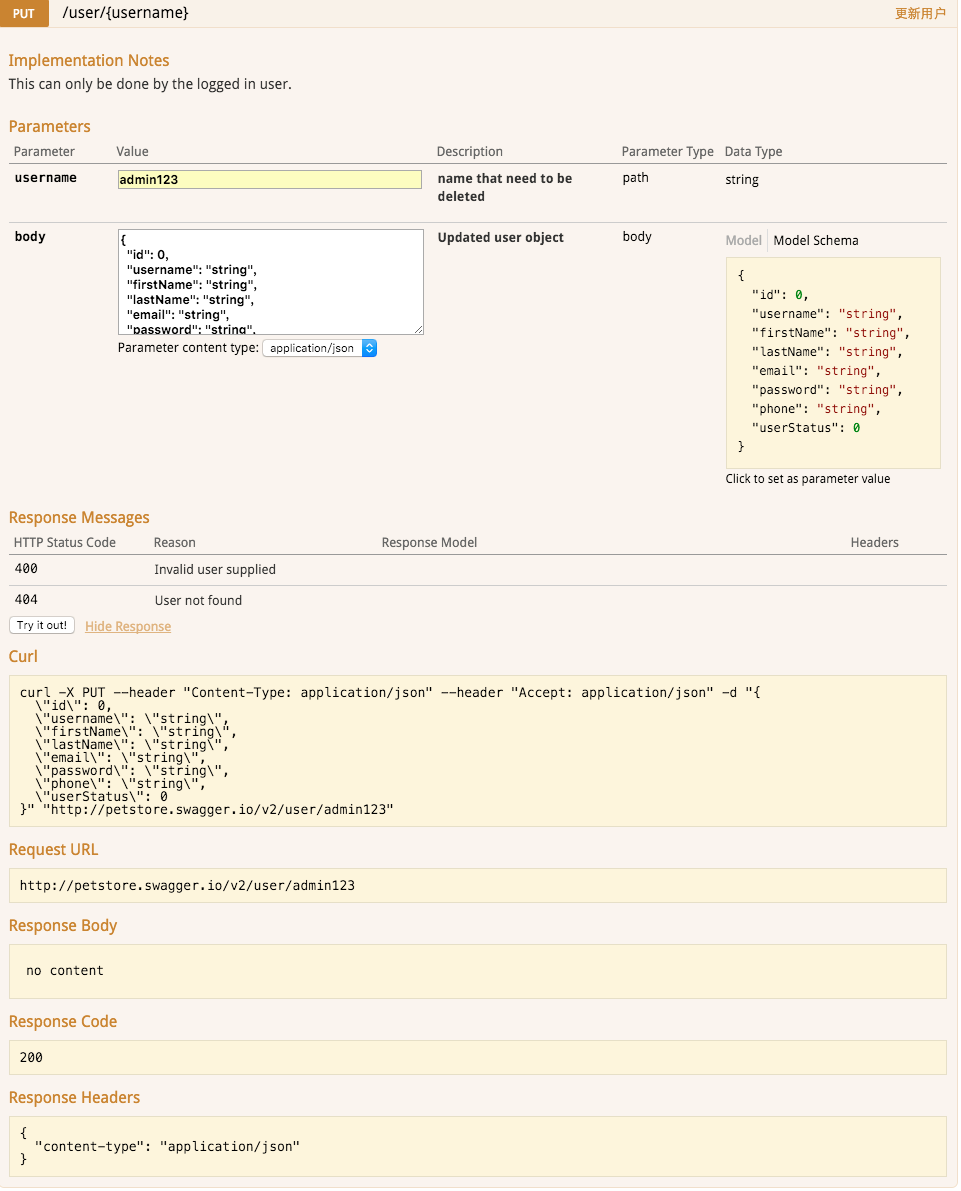 PUT /user/{username} 更新用户
Implementation Notes
This can only be done by the logged in user.
Parameters
Parameter Value Description Parameter Type Data Type
username admin123 name that need to be deleted path string
body {
"id": 0,
"username": "string",
"firstName": "string",
"lastName": "string",
"email": "string",
"password": "string",
Parameter content type: application/json
Updated user object body
Model Model Schema
{
"id": 0,
"username": "string",
"firstName": "string",
"lastName": "string",
"email": "string",
"password": "string",
"phone": "string",
"userStatus": 0
}
Click to set as parameter value
Response Messages
HTTP Status Code Reason Response Model Headers
400 Invalid user supplied
404 User not found
Try it out! Hide Response
Curl
curl -X PUT --header "Content-Type: application/json" --header "Accept: application/json" -d "{
\"id\": 0,
\"username\": \"string\",
\"firstName\": \"string\",
\"lastName\": \"string\",
\"email\": \"string\",
\"password\": \"string\",
\"phone\": \"string\",
\"userStatus\": 0
}" "http://petstore.swagger.io/v2/user/admin123"
Request URL
http://petstore.swagger.io/v2/user/admin123
Response Body
no content
Response Code
200
Response Headers
{
"content-type": "application/json"
}